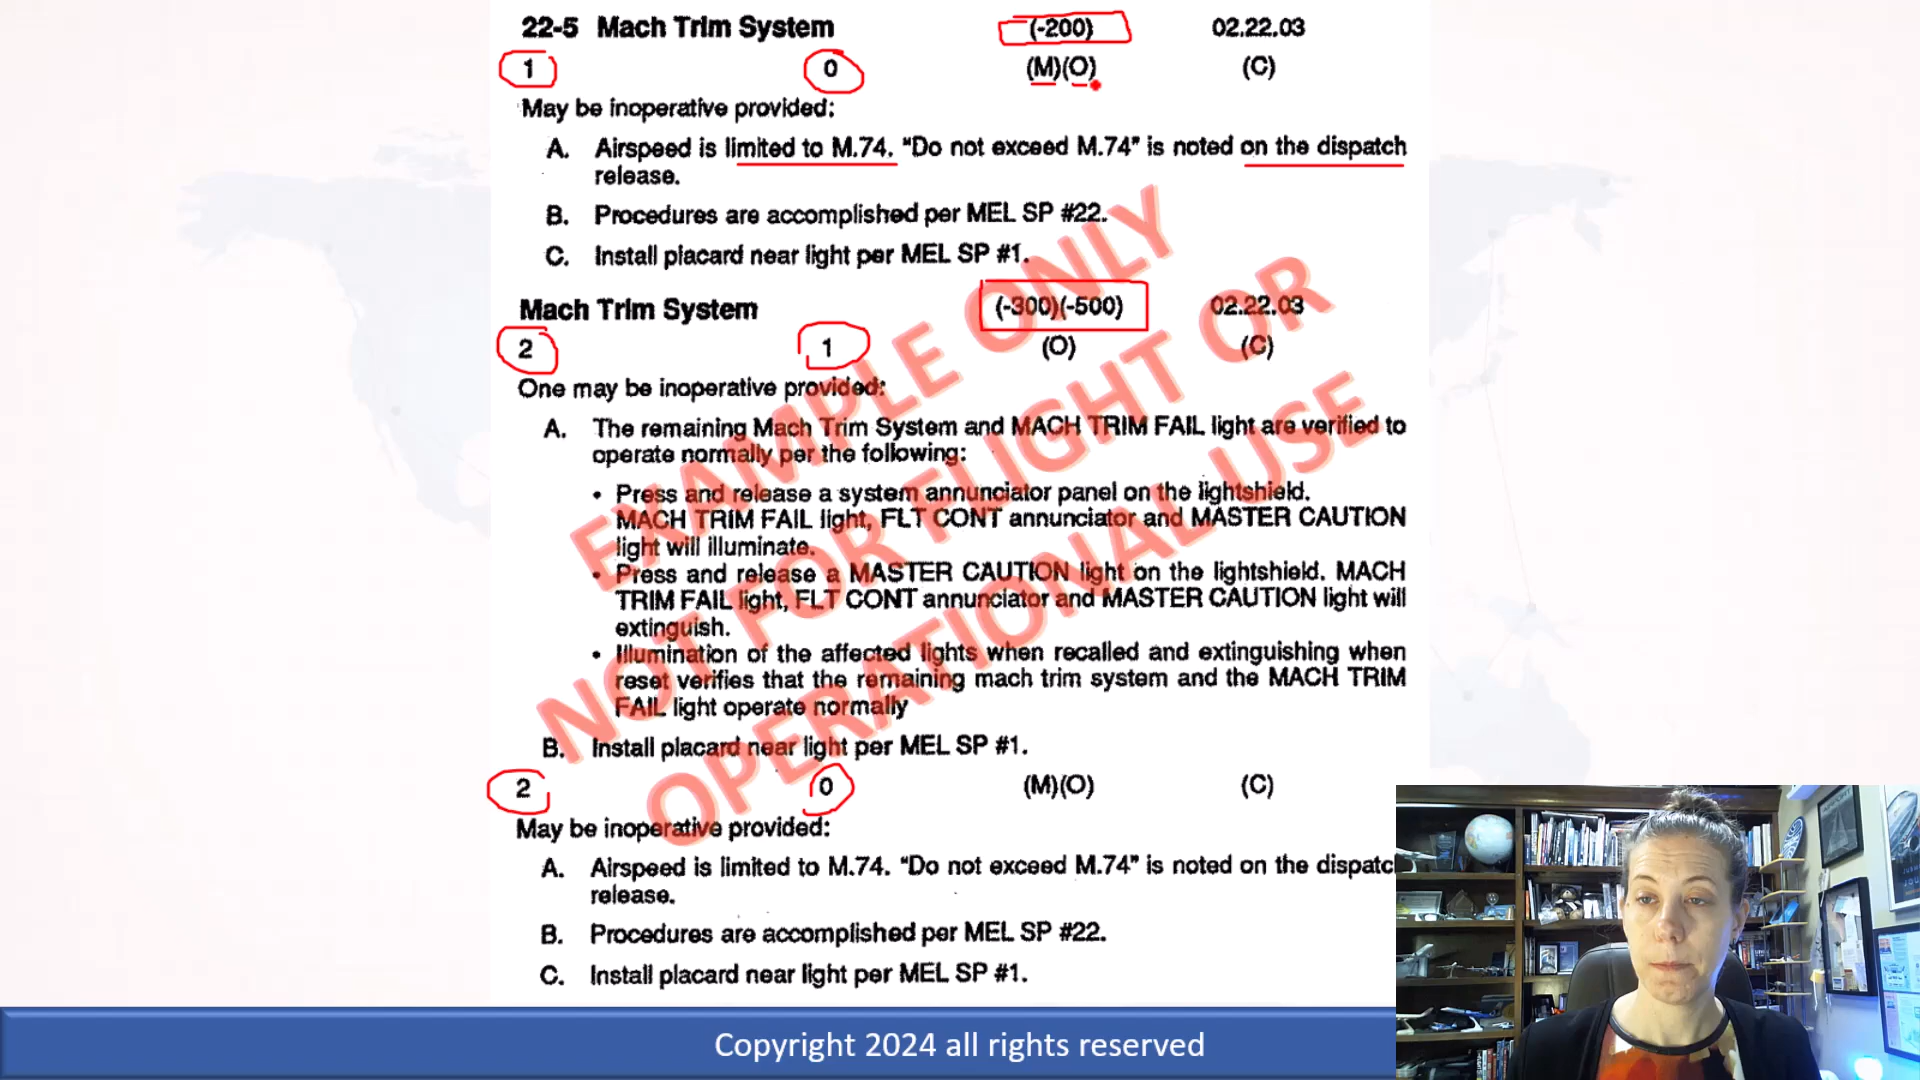 22-5 Mach Trim System (-200) 02.22.03
1 0 (M)(O) (C)
May be inoperative provided:
A. Airspeed is limited to M.74. "Do not exceed M.74" is noted on the dispatch
release.
B. Procedures are accomplished per MEL SP #22.
C. Install placard near light per MEL SP #1.
Mach Trim System (-300)(-500) 02.22.03
2 1 (O) (C)
One may be inoperative provided:
A. The remaining Mach Trim System and MACH TRIM FAIL light are verified to
operate normally per the following:
• Press and release a system annunciator panel on the lightshield.
MACH TRIM FAIL light, FLT CONT annunciator and MASTER CAUTION
light will illuminate.
• Press and release a MASTER CAUTION light on the lightshield. MACH
TRIM FAIL light, FLT CONT annunciator and MASTER CAUTION light will
extinguish.
• Illumination of the affected lights when recalled and extinguishing when
reset verifies that the remaining mach trim system and the MACH TRIM
FAIL light operate normally
B. Install placard near light per MEL SP #1.
2 0 (M)(O) (C)
May be inoperative provided:
A. Airspeed is limited to M.74. "Do not exceed M.74" is noted on the dispatc
release.
B. Procedures are accomplished per MEL SP #22.
C. Install placard near light per MEL SP #1.
EXAMPLE ONLY
NOT FOR FLIGHT OR
OPERATIONAL USE
Copyright 2024 all rights reserved